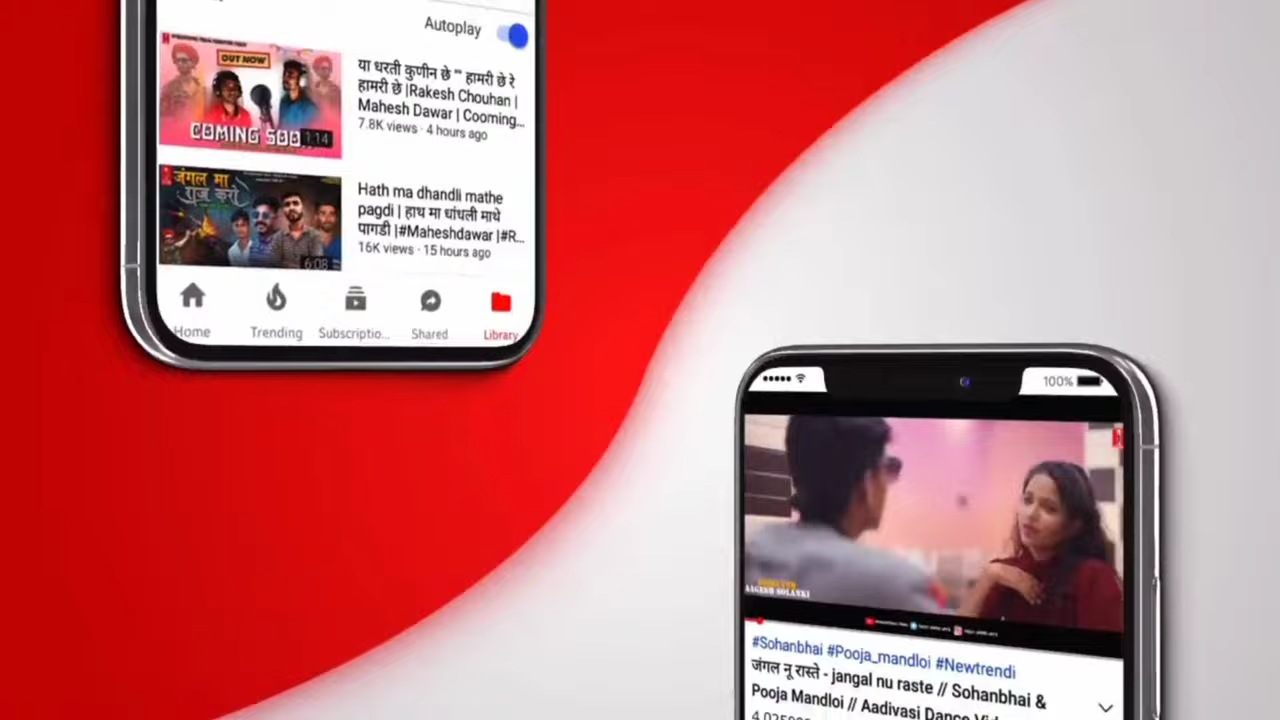 Autoplay
OUT NOW
COMING SOO
1:14
या धरती कुणीन छे "" हामरी छे रे
हामरी छे |Rakesh Chouhan |
Mahesh Dawar | Cooming...
7.8K views · 4 hours ago
जंगल मा
राज करो
6:08
Hath ma dhandli mathe
pagdi | हाथ मा धांधली माथे
पागडी |#Maheshdawar |#R...
16K views · 15 hours ago
Home
Trending
Subscriptio...
Shared
Library
100%
AAGESH SOLANKI
#Sohanbhai #Pooja_mandloi #Newtrendi
जंगल नू रास्ते - jangal nu raste // Sohanbhai &
Pooja Mandloi // Aadivasi Dance